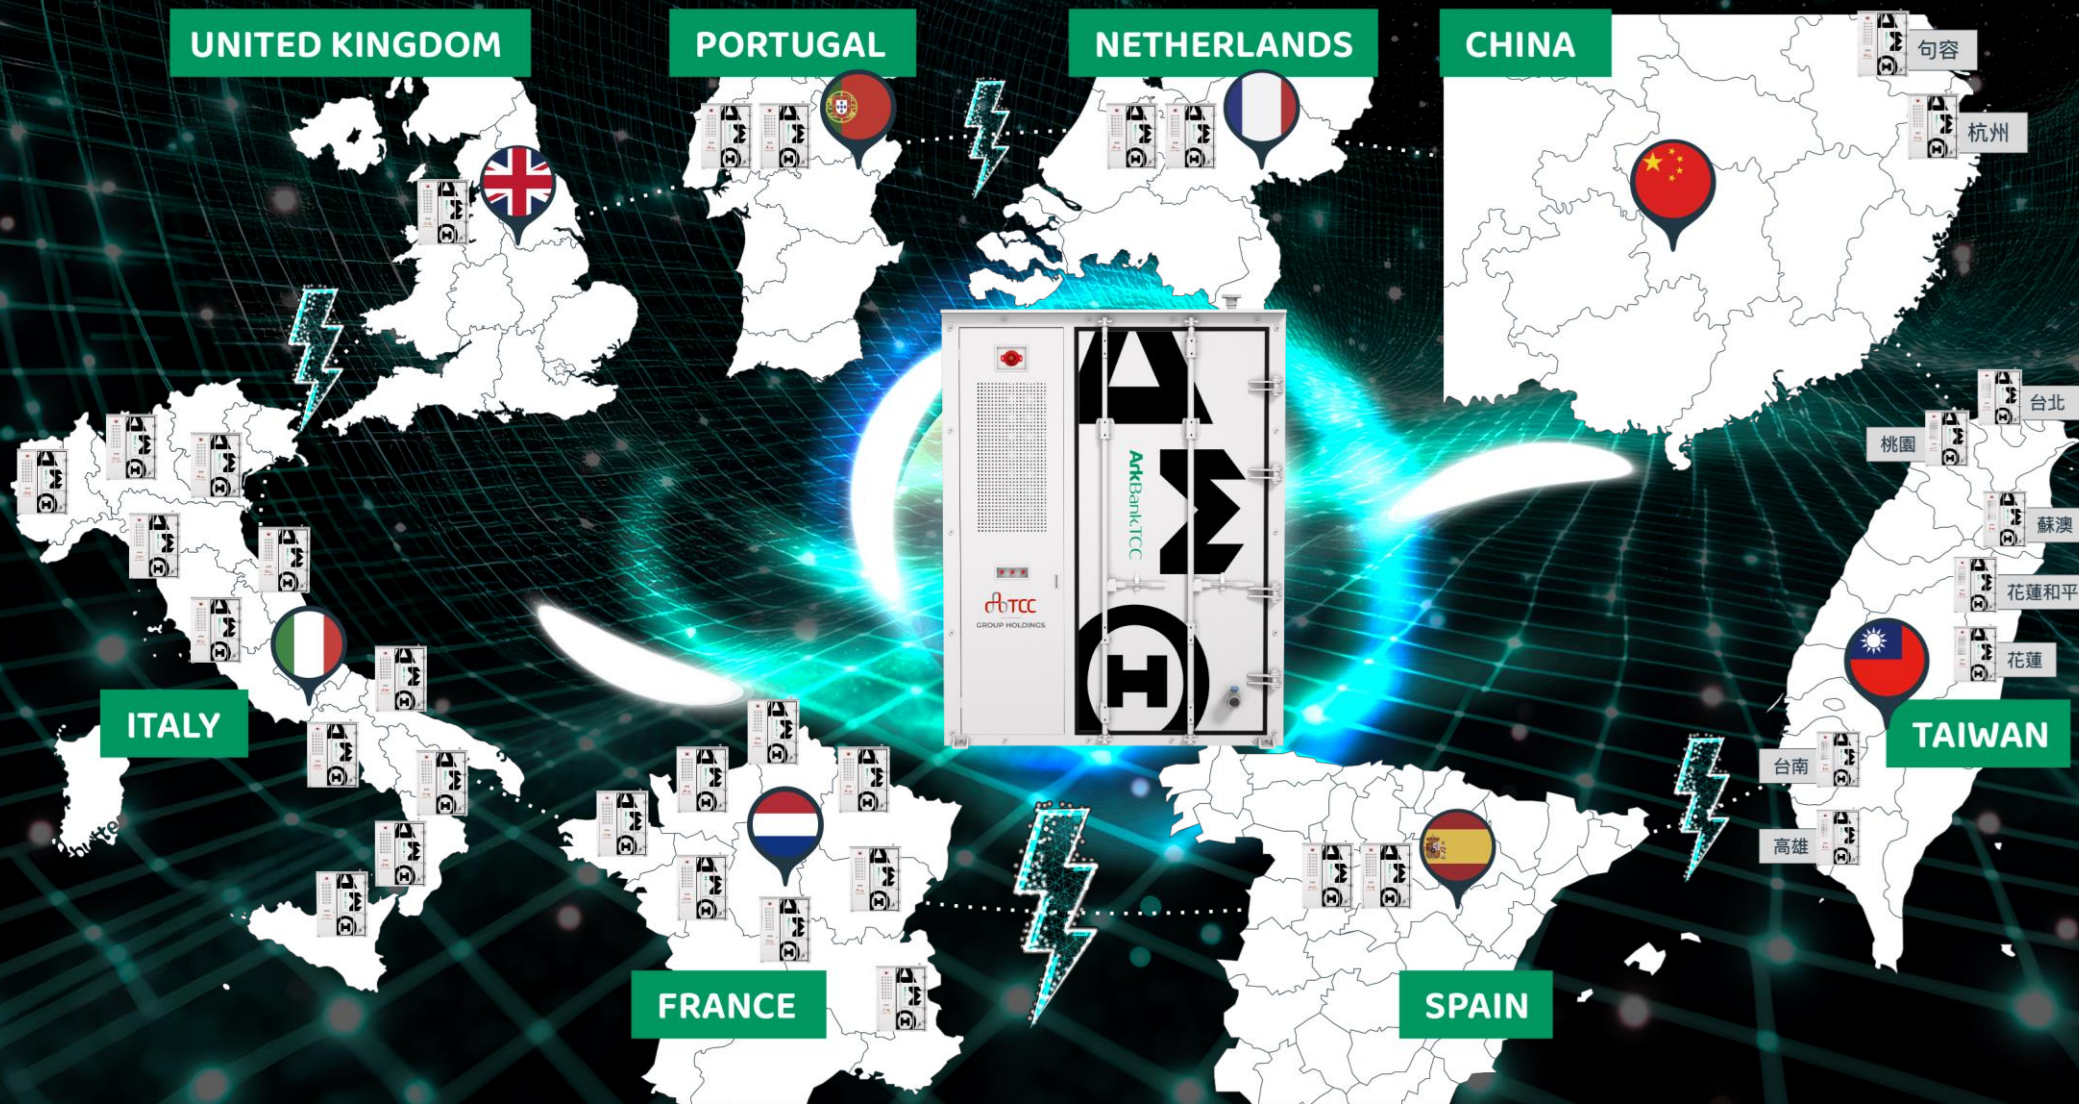 UNITED KINGDOM
PORTUGAL
NETHERLANDS
CHINA
句容
杭州
台北
桃園
蘇澳
花蓮和平
花蓮
TAIWAN
台南
高雄
ArkBank.TCC
TCC
GROUP HOLDINGS
ITALY
FRANCE
SPAIN